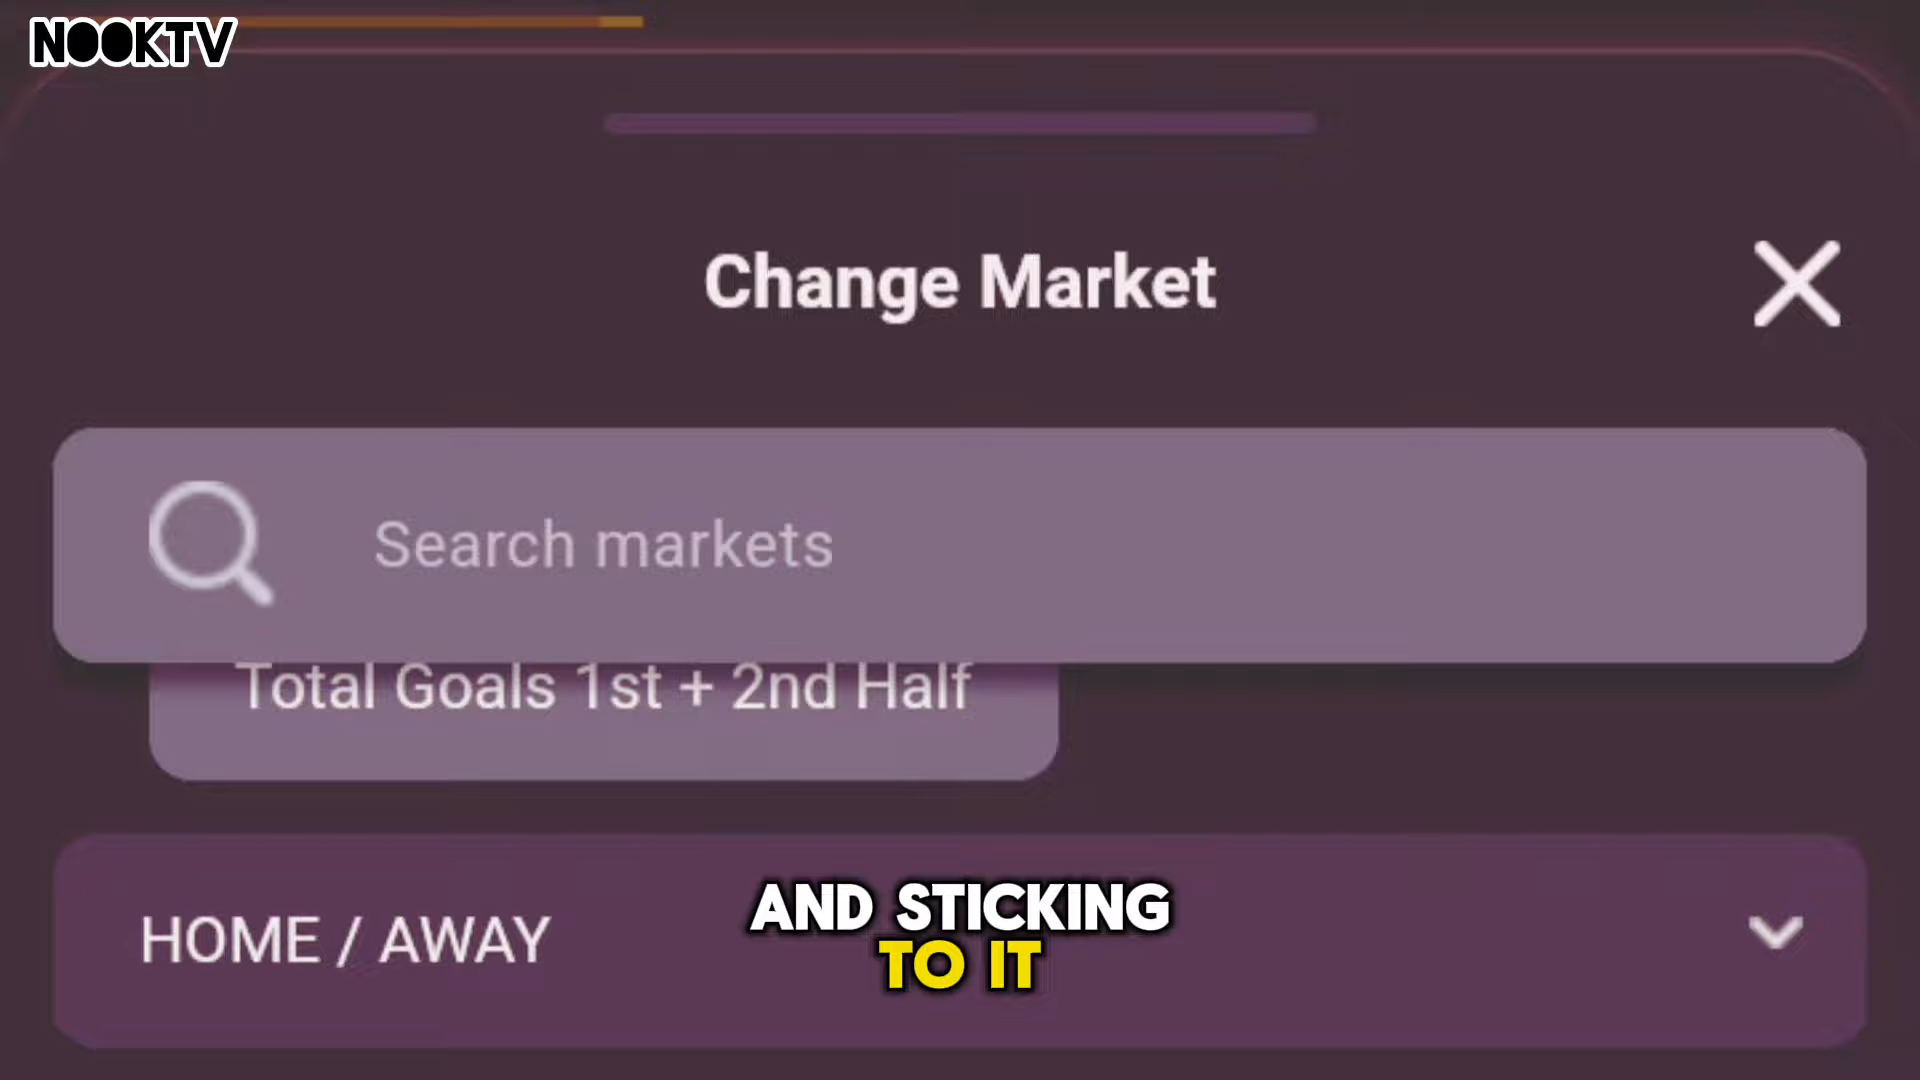 NOOKTV
Change Market
Search markets
Total Goals 1st + 2nd Half
HOME / AWAY
AND STICKING
TO IT